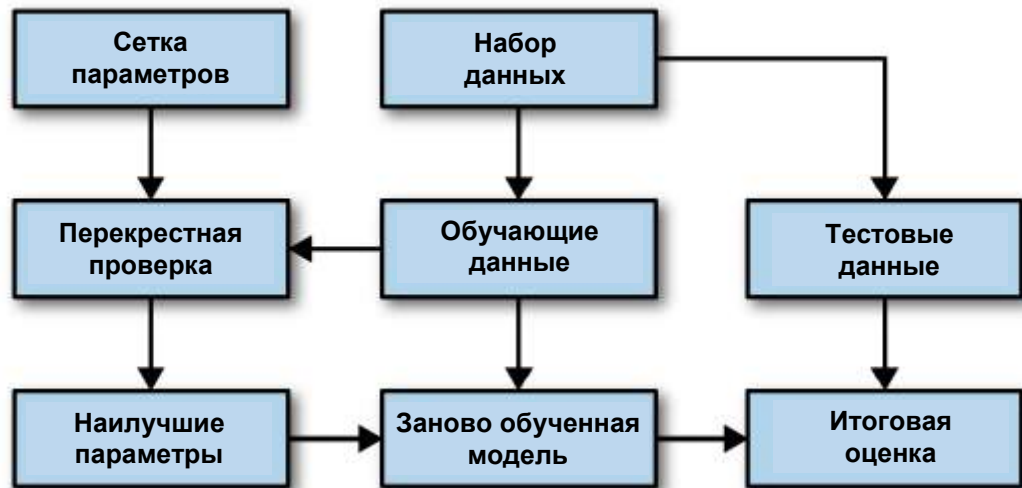 Сетка
параметров
Набор
данных
Перекрестная
проверка
Обучающие
данные
Тестовые
данные
Наилучшие
параметры
Заново обученная
модель
Итоговая
оценка